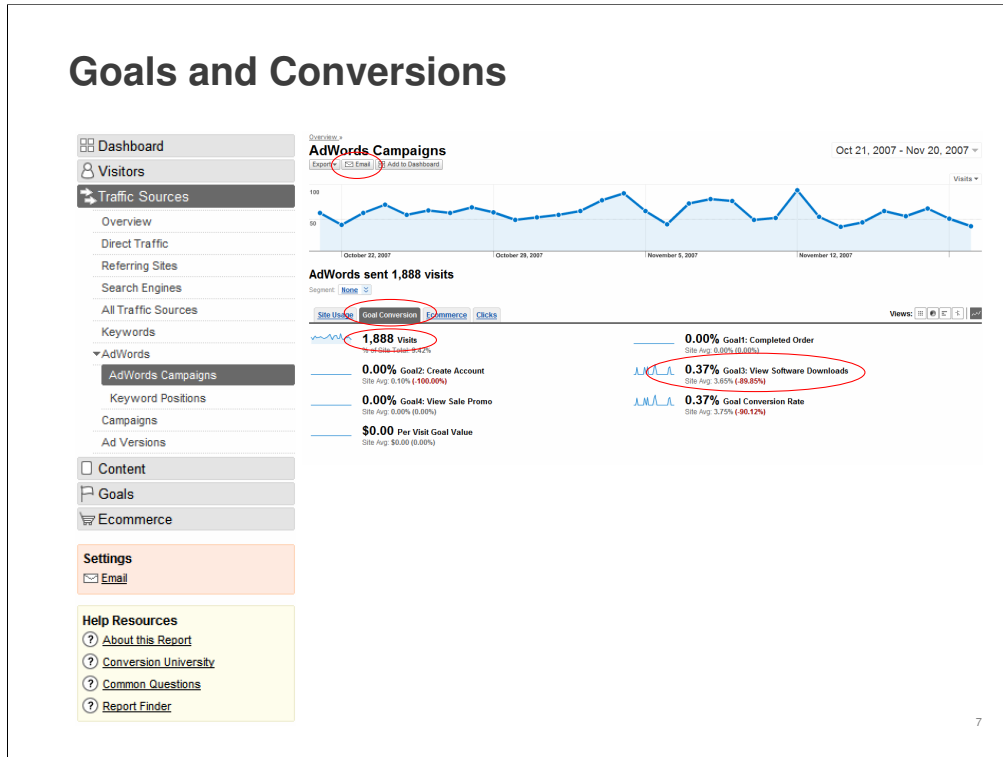 Goals and Conversions
Dashboard
Visitors
Traffic Sources
Overview
Direct Traffic
Referring Sites
Search Engines
All Traffic Sources
Keywords
AdWords
AdWords Campaigns
Keyword Positions
Campaigns
Ad Versions
Content
Goals
Ecommerce
Settings
Email
Help Resources
About this Report
Conversion University
Common Questions
Report Finder
Overview »
AdWords Campaigns
Oct 21, 2007 - Nov 20, 2007
Export Email Add to Dashboard
Visits
100
50
October 22, 2007 October 29, 2007 November 5, 2007 November 12, 2007
AdWords sent 1,888 visits
Segment: None
Site Usage Goal Conversion Ecommerce Clicks
Views:
1,888 Visits
% of Site Total: 9.42%
0.00% Goal1: Completed Order
Site Avg: 0.00% (0.00%)
0.00% Goal2: Create Account
Site Avg: 0.10% (-100.00%)
0.37% Goal3: View Software Downloads
Site Avg: 3.65% (-89.85%)
0.00% Goal4: View Sale Promo
Site Avg: 0.00% (0.00%)
0.37% Goal Conversion Rate
Site Avg: 3.75% (-90.12%)
$0.00 Per Visit Goal Value
Site Avg: $0.00 (0.00%)
7